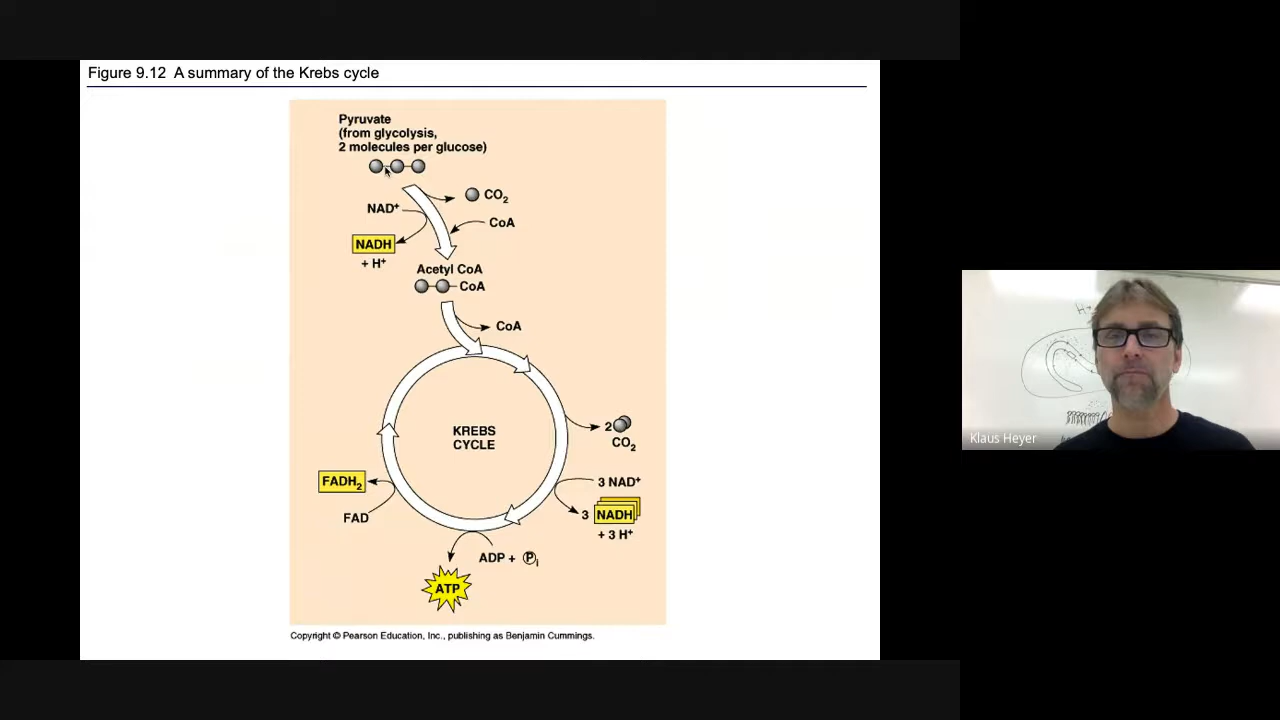 Figure 9.12 A summary of the Krebs cycle
Pyruvate
(from glycolysis,
2 molecules per glucose)
CO2
NAD+
CoA
NADH
+ H+
Acetyl CoA
CoA
CoA
KREBS
CYCLE
2
CO2
FADH2
3 NAD+
3 NADH
FAD
+ 3 H+
ADP + Pi
ATP
Copyright © Pearson Education, Inc., publishing as Benjamin Cummings.
H+
Klaus Heyer